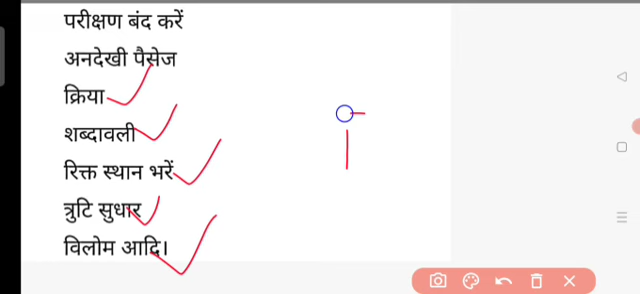 परीक्षण बंद करें
अनदेखी पैसेज
क्रिया
शब्दावली
रिक्त स्थान भरें
त्रुटि सुधार
विलोम आदि।